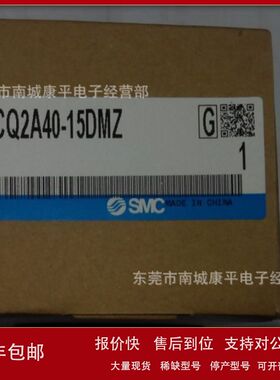 东莞市南城康平电子经营部
CQ2A40-15DMZ
G
1
SMC
MADE IN CHINA
东莞市南城康平电子经
包邮
报价快 售后到位 支持对公
大量现货 稀缺型号 停产型号 可开